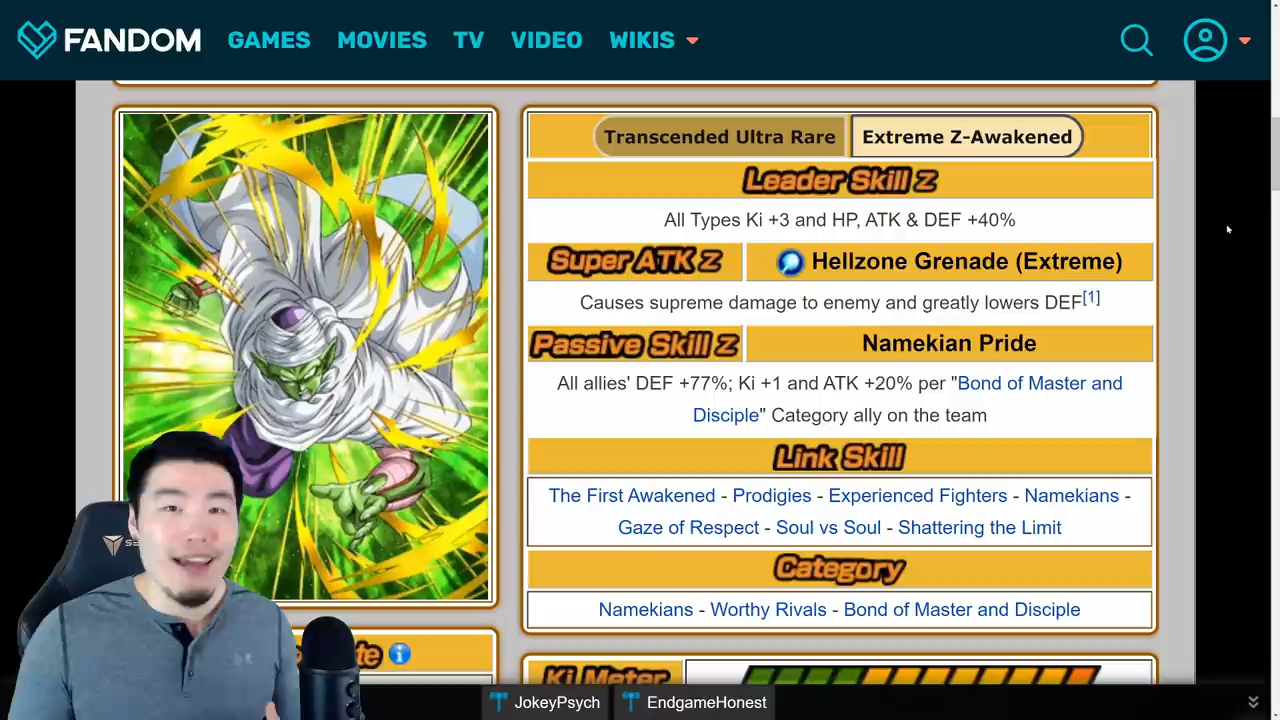 FANDOM GAMES MOVIES TV VIDEO WIKIS
Transcended Ultra Rare Extreme Z-Awakened
Leader Skill Z
All Types Ki +3 and HP, ATK & DEF +40%
Super ATK Z Hellzone Grenade (Extreme)
Causes supreme damage to enemy and greatly lowers DEF[1]
Passive Skill Z Namekian Pride
All allies' DEF +77%; Ki +1 and ATK +20% per "Bond of Master and
Disciple" Category ally on the team
Link Skill
The First Awakened - Prodigies - Experienced Fighters - Namekians -
Gaze of Respect - Soul vs Soul - Shattering the Limit
Category
Namekians - Worthy Rivals - Bond of Master and Disciple
Ki Meter
JokeyPsych EndgameHonest